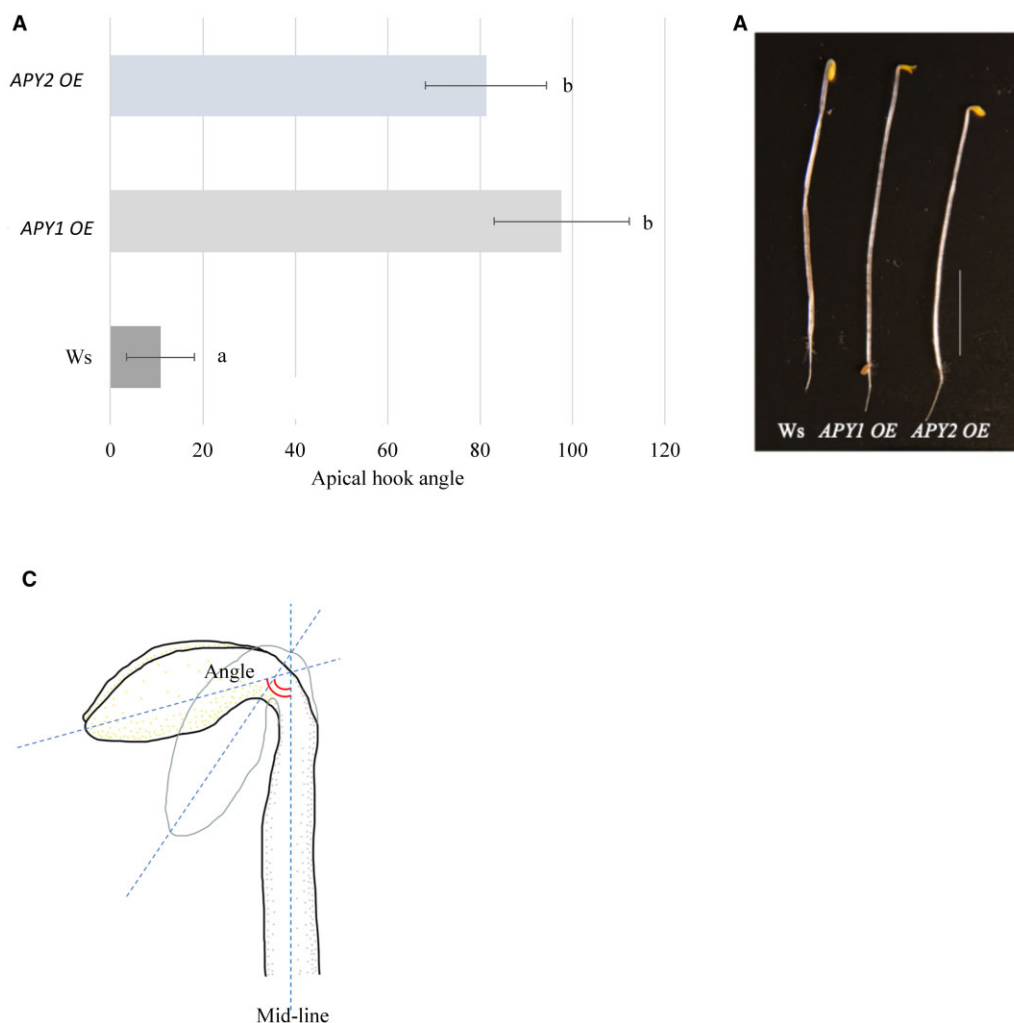 A
APY2 OE
b
APY1 OE
b
Ws
a
0 20 40 60 80 100 120
Apical hook angle
A
Ws APY1 OE APY2 OE
C
Angle
Mid-line